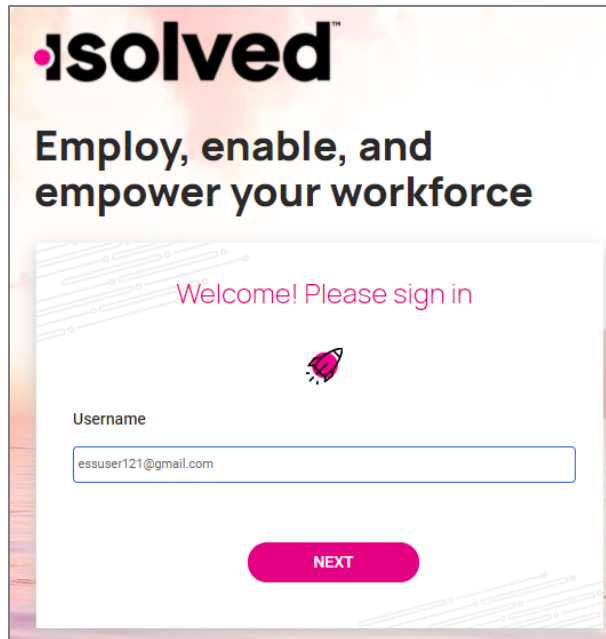 isolved™
Employ, enable, and
empower your workforce
Welcome! Please sign in
Username
essuser121@gmail.com
NEXT